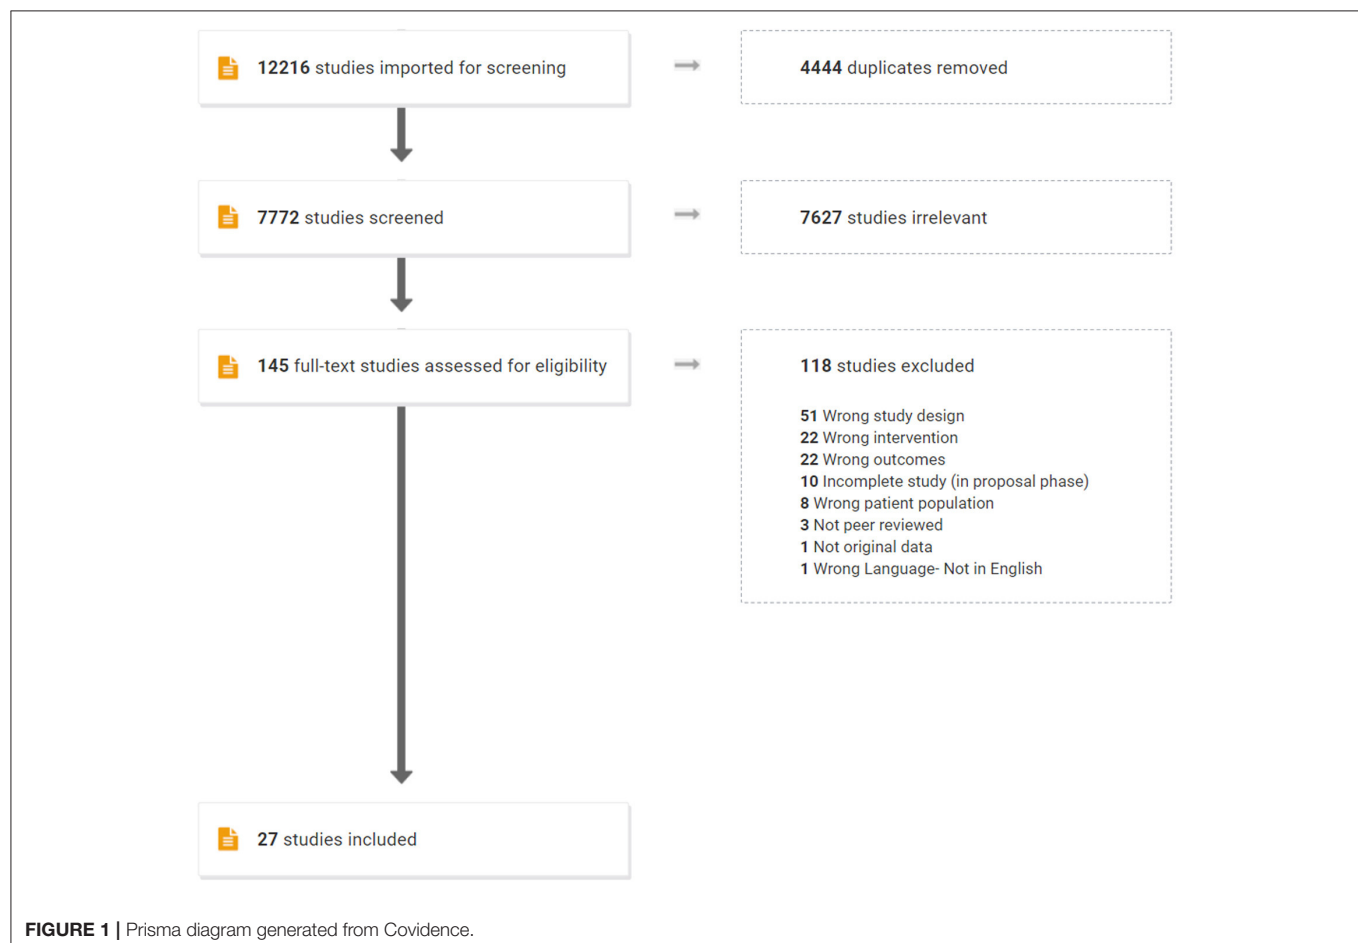 12216 studies imported for screening
4444 duplicates removed
7772 studies screened
7627 studies irrelevant
145 full-text studies assessed for eligibility
118 studies excluded
51 Wrong study design
22 Wrong intervention
22 Wrong outcomes
10 Incomplete study (in proposal phase)
8 Wrong patient population
3 Not peer reviewed
1 Not original data
1 Wrong Language- Not in English
27 studies included
FIGURE 1 | Prisma diagram generated from Covidence.